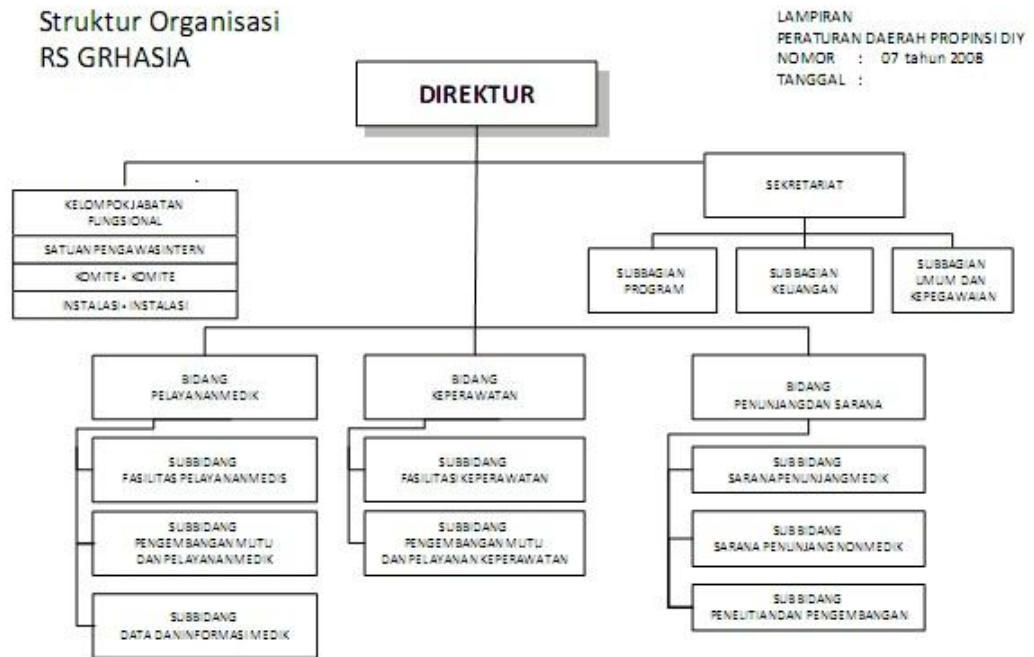 Struktur Organisasi
RS GRHASIA
LAMPIRAN
PERATURAN DAERAH PROPINSI DIY
NOMOR : 07 tahun 2008
TANGGAL :
DIREKTUR
SEKRETARIAT
KELOMPOK JABATAN
FUNGSIONAL
SATUAN PENGAWAS INTERN
KOMITE - KOMITE
INSTALASI - INSTALASI
SUBBAGIAN
PROGRAM
SUBBAGIAN
KEUANGAN
SUBBAGIAN
UMUM DAN
KEPEGAWAIAN
BIDANG
PELAYANAN MEDIK
BIDANG
KEPERAWATAN
BIDANG
PENUNJANG DAN SARANA
SUBBIDANG
FASILITAS PELAYANAN MEDIS
SUBBIDANG
FASILITASI KEPERAWATAN
SUBBIDANG
SARANA PENUNJANG MEDIK
SUBBIDANG
PENGEMBANGAN MUTU
DAN PELAYANAN MEDIK
SUBBIDANG
PENGEMBANGAN MUTU
DAN PELAYANAN KEPERAWATAN
SUBBIDANG
SARANA PENUNJANG NONMEDIK
SUBBIDANG
DATA DAN INFORMASI MEDIK
SUBBIDANG
PENELITIAN DAN PENGEMBANGAN